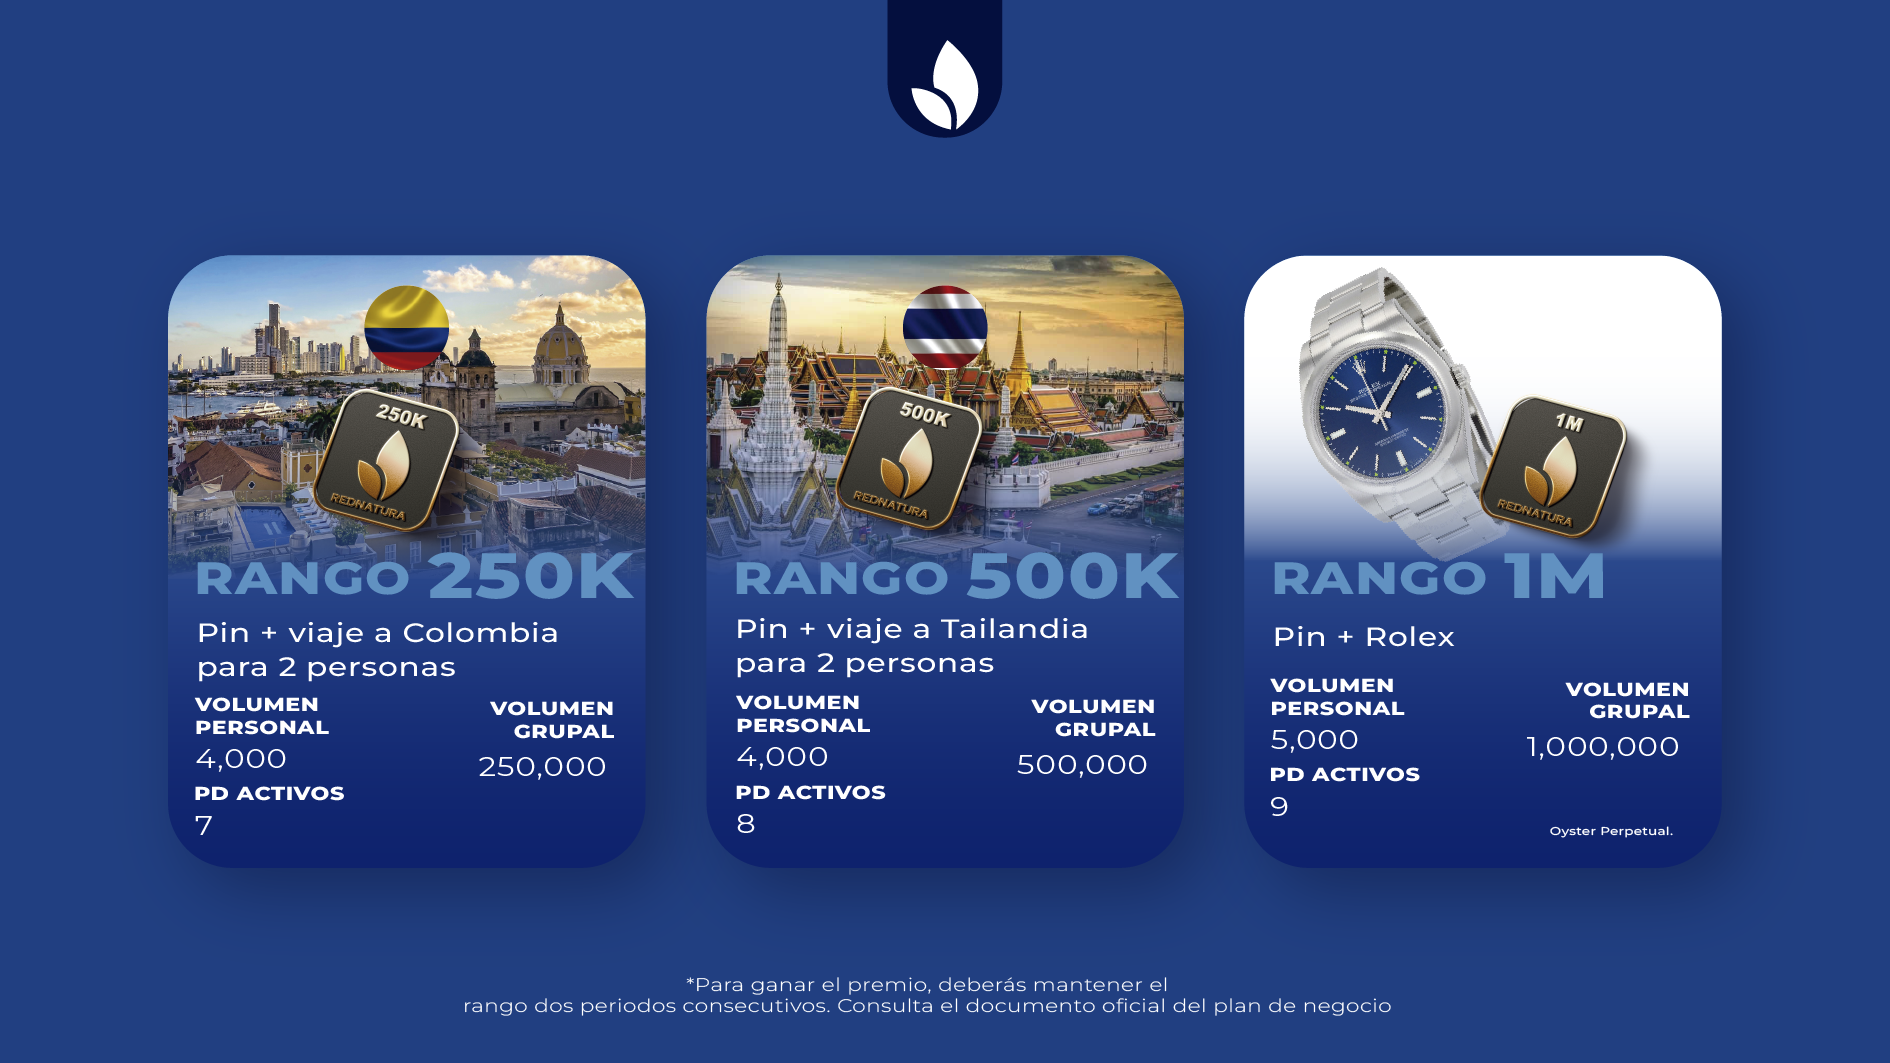 250K
REDNATURA
RANGO 250K
Pin + viaje a Colombia
para 2 personas
VOLUMEN
PERSONAL
4,000
VOLUMEN
GRUPAL
250,000
PD ACTIVOS
7
500K
REDNATURA
RANGO 500K
Pin + viaje a Tailandia
para 2 personas
VOLUMEN
PERSONAL
4,000
VOLUMEN
GRUPAL
500,000
PD ACTIVOS
8
ROLEX
1M
REDNATURA
RANGO 1M
Pin + Rolex
VOLUMEN
PERSONAL
5,000
VOLUMEN
GRUPAL
1,000,000
PD ACTIVOS
9
Oyster Perpetual.
*Para ganar el premio, deberás mantener el
rango dos periodos consecutivos. Consulta el documento oficial del plan de negocio